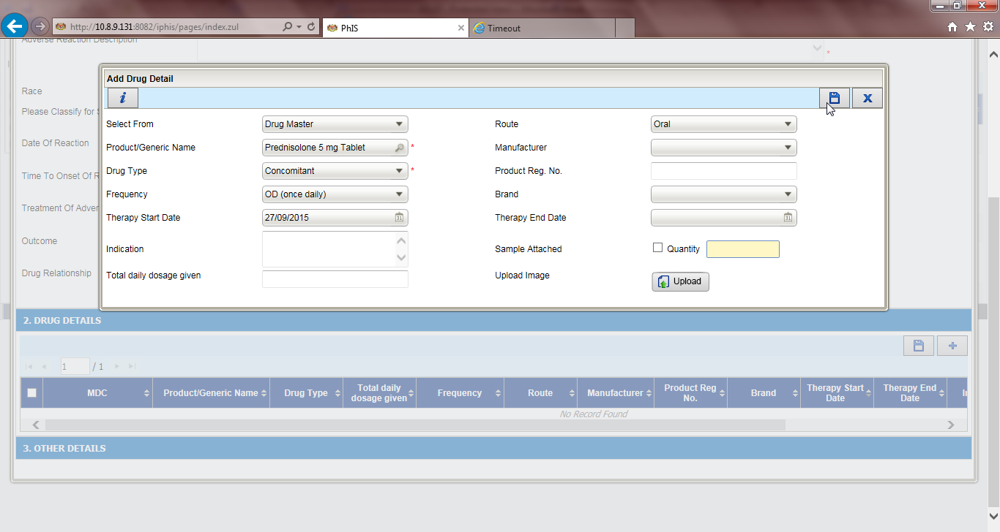 http://10.8.9.131:8082/iphis/pages/index.zul
PhIS
Timeout
Adverse Reaction Description
*
Add Drug Detail
Race
Please Classify for S
Date Of Reaction
Time To Onset Of R
Treatment Of Adver
Outcome
Drug Relationship
Select From Drug Master Route Oral
Product/Generic Name Prednisolone 5 mg Tablet * Manufacturer
Drug Type Concomitant * Product Reg. No.
Frequency OD (once daily) Brand
Therapy Start Date 27/09/2015 31 Therapy End Date 31
Indication Sample Attached Quantity
Total daily dosage given Upload Image Upload
2. DRUG DETAILS
1 / 1
MDC Product/Generic Name Drug Type Total daily dosage given Frequency Route Manufacturer Product Reg No. Brand Therapy Start Date Therapy End Date
No Record Found
3. OTHER DETAILS